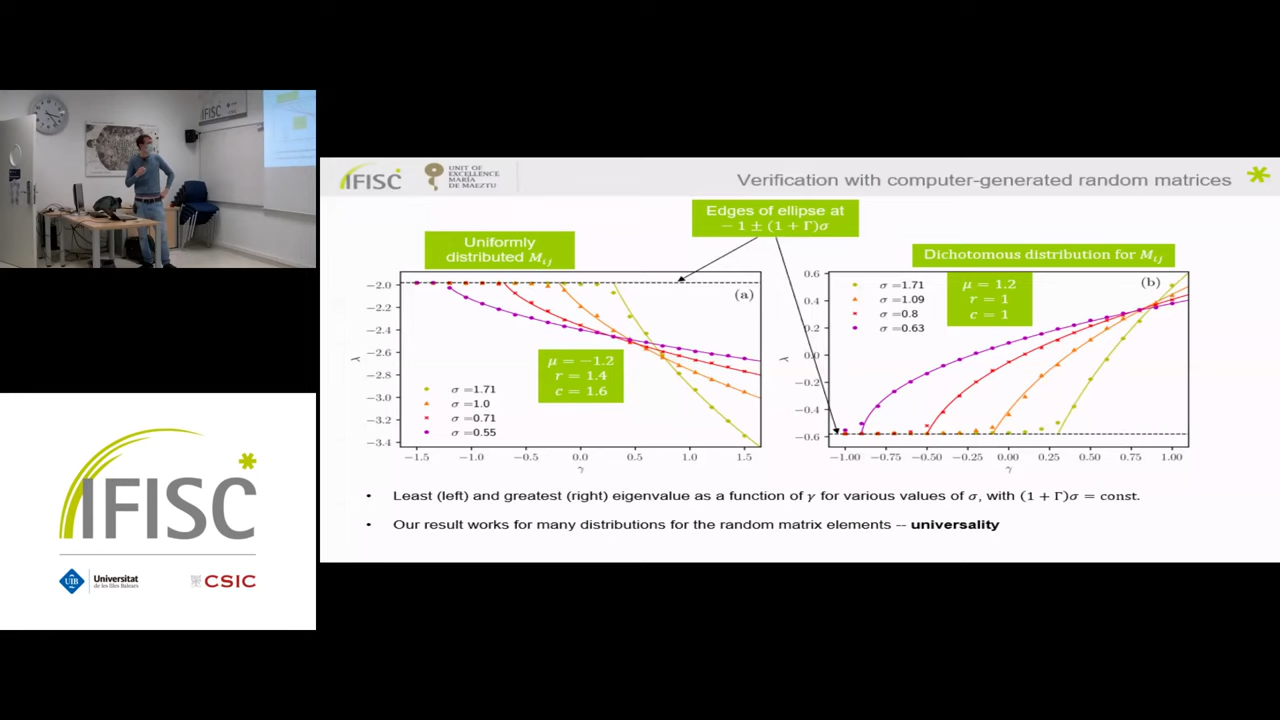 IFISC
IFISC
UNIT OF
EXCELLENCE
MARÍA
DE MAEZTU
Verification with computer-generated random matrices
Edges of ellipse at
− 1 ± (1 + Γ)σ
Uniformly
distributed M_ij
Dichotomous distribution for M_ij
(a)
−2.0
−2.2
−2.4
−2.6
−2.8
−3.0
−3.2
−3.4
λ
μ = −1.2
r = 1.4
c = 1.6
σ =1.71
σ =1.0
σ =0.71
σ =0.55
−1.5
−1.0
−0.5
0.0
0.5
1.0
1.5
γ
(b)
0.6
0.4
0.2
0.0
−0.2
−0.4
−0.6
λ
σ =1.71
σ =1.09
σ =0.8
σ =0.63
μ = 1.2
r = 1
c = 1
−1.00
−0.75
−0.50
−0.25
0.00
0.25
0.50
0.75
1.00
γ
• Least (left) and greatest (right) eigenvalue as a function of γ for various values of σ, with (1 + Γ)σ = const.
• Our result works for many distributions for the random matrix elements -- universality
IFISC
UIB
Universitat
de les Illes Balears
CSIC